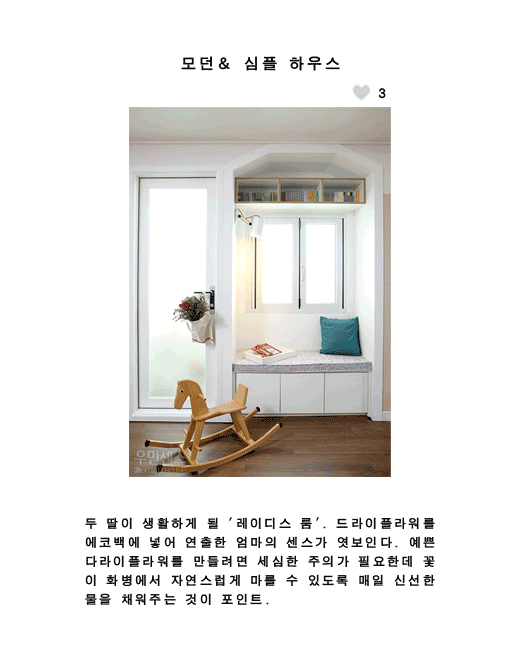 모던& 심플 하우스
3
우먼센
두 딸이 생활하게 될 '레이디스 룸'. 드라이플라워를
에코백에 넣어 연출한 엄마의 센스가 엿보인다. 예쁜
다라이플라워를 만들려면 세심한 주의가 필요한데 꽃
이 화병에서 자연스럽게 마를 수 있도록 매일 신선한
물을 채워주는 것이 포인트.